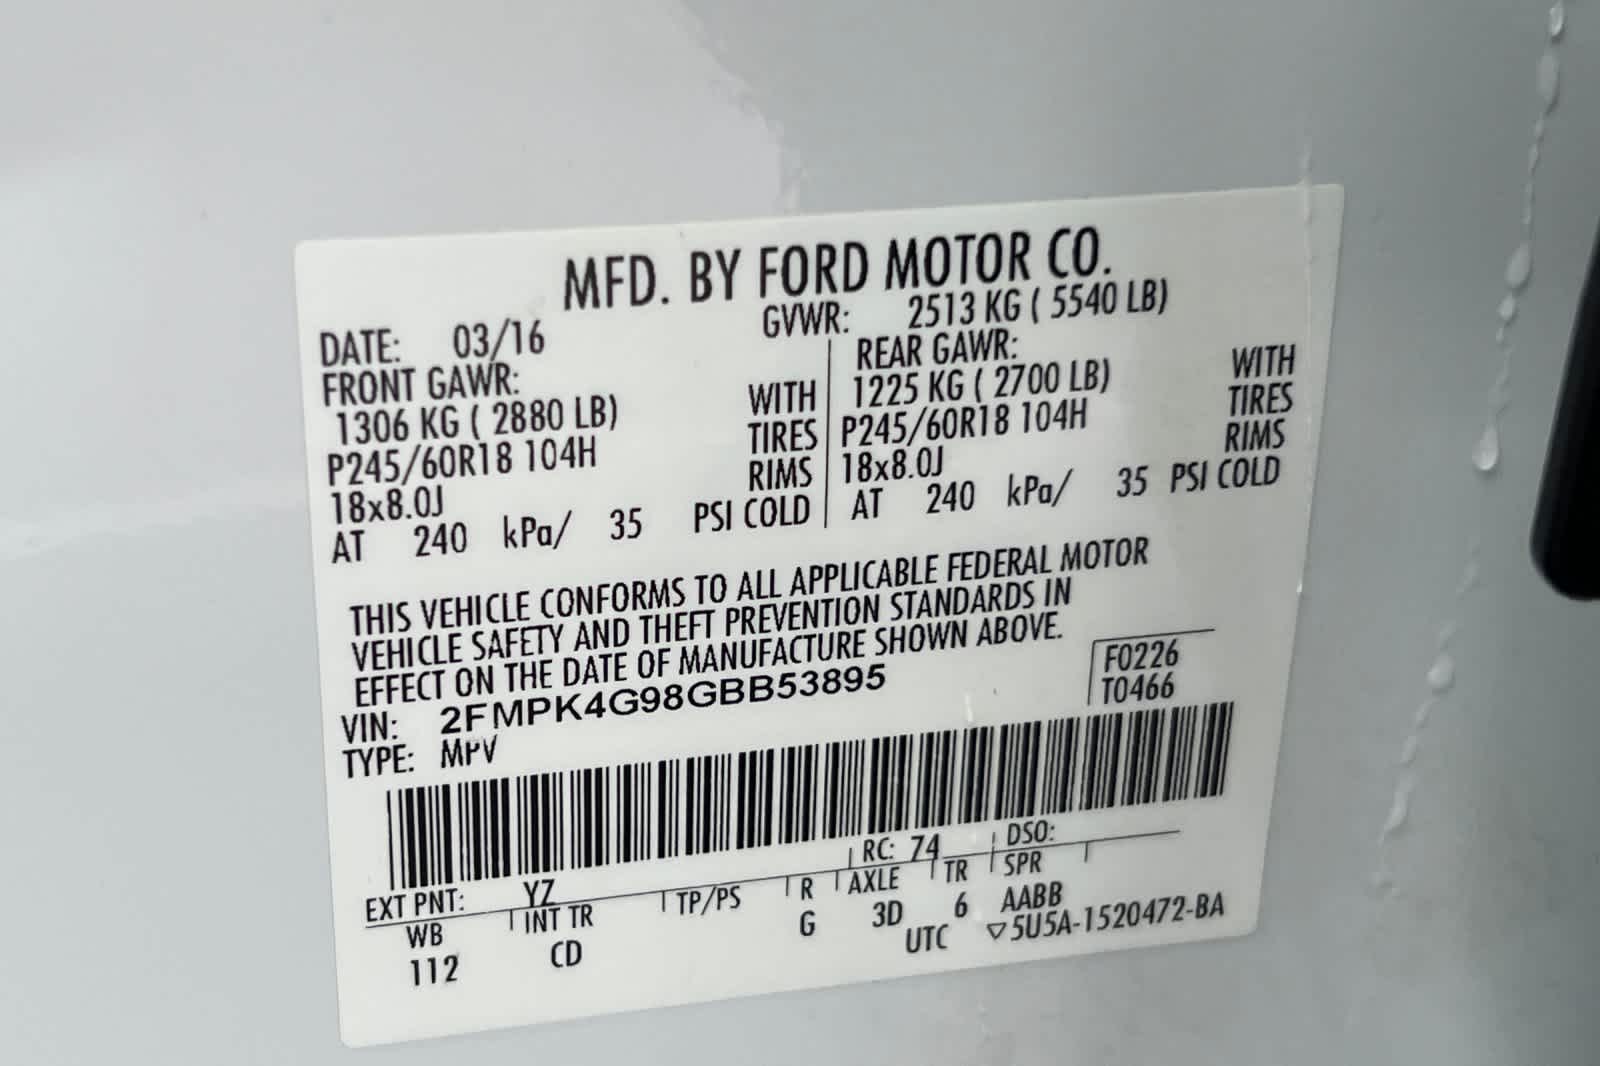 MFD. BY FORD MOTOR CO.
DATE: 03/16 GVWR: 2513 KG ( 5540 LB)
FRONT GAWR: REAR GAWR:
1306 KG ( 2880 LB) WITH 1225 KG ( 2700 LB) WITH
P245/60R18 104H TIRES P245/60R18 104H TIRES
18x8.0J RIMS 18x8.0J RIMS
AT 240 kPa/ 35 PSI COLD AT 240 kPa/ 35 PSI COLD
THIS VEHICLE CONFORMS TO ALL APPLICABLE FEDERAL MOTOR
VEHICLE SAFETY AND THEFT PREVENTION STANDARDS IN
EFFECT ON THE DATE OF MANUFACTURE SHOWN ABOVE.
VIN: 2FMPK4G98GBB53895 F0226
TYPE: MPV T0466
EXT PNT: YZ RC: 74 DSO:
WB INT TR TP/PS R AXLE TR SPR
112 CD G 3D 6 AABB
UTC ▽5U5A-1520472-BA